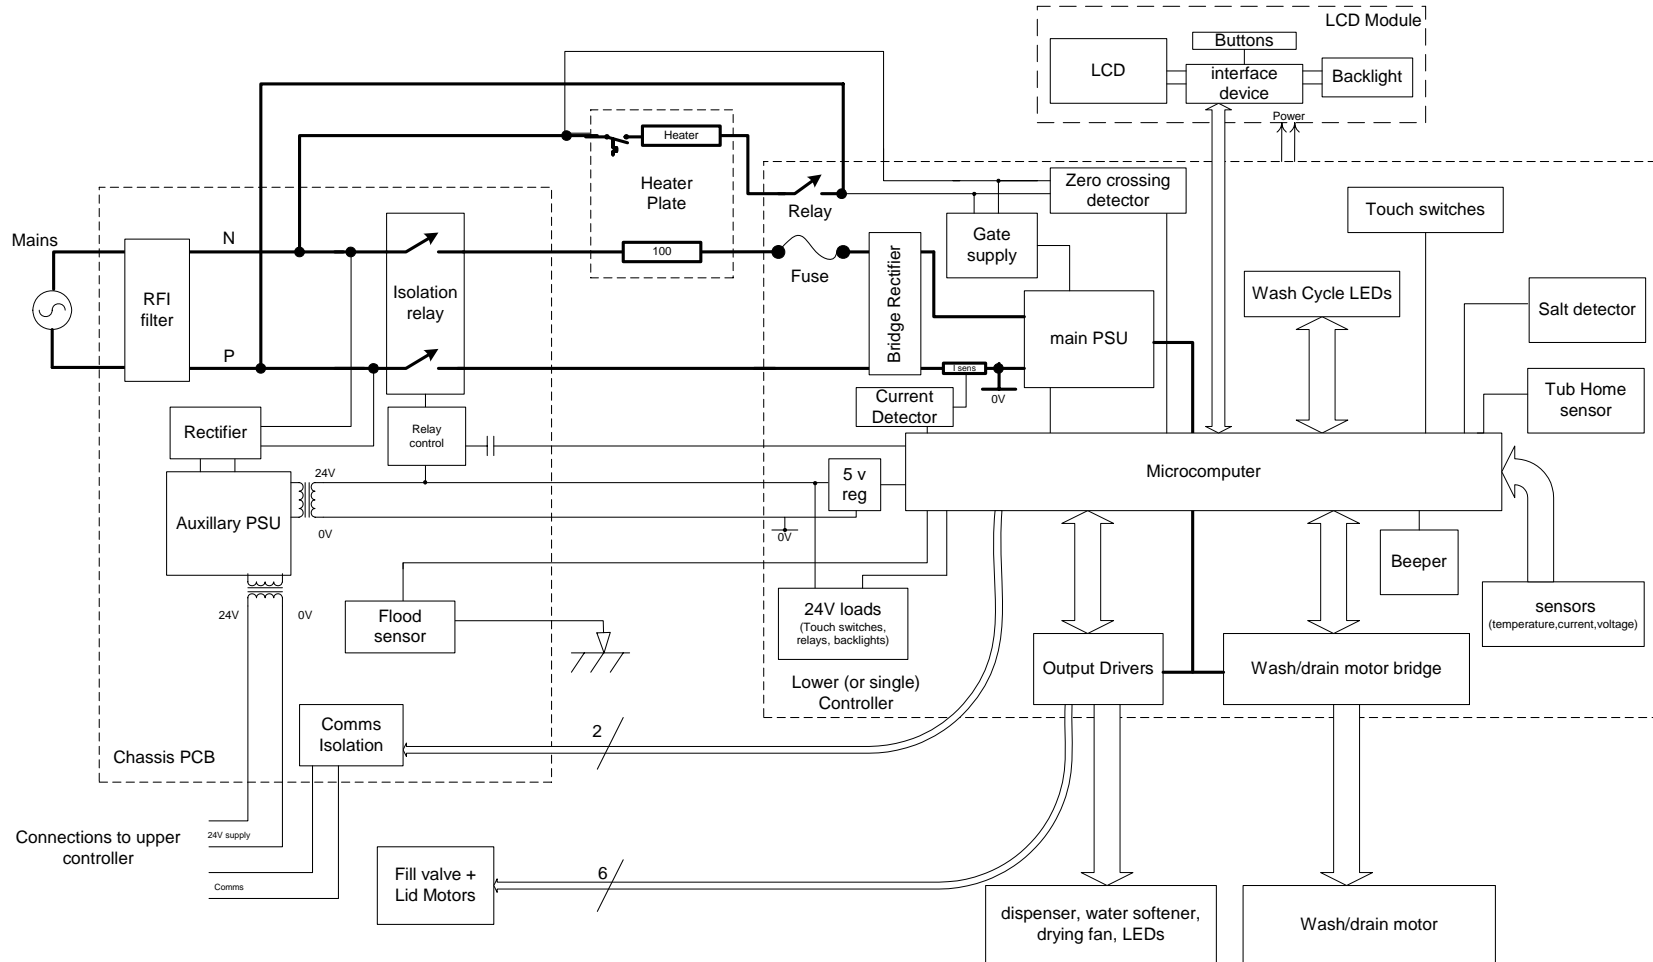 LCD Module
Buttons
LCD
interface
device
Backlight
Power
Heater
Heater
Plate
Relay
Zero crossing
detector
Touch switches
Mains
N
RFI
filter
P
Isolation
relay
100
Fuse
Bridge Rectifier
Gate
supply
main PSU
Wash Cycle LEDs
Salt detector
I sens
0V
Current
Detector
Tub Home
sensor
Rectifier
Relay
control
Microcomputer
24V
5 v
reg
Auxillary PSU
0V
0V
Beeper
24V
0V
Flood
sensor
24V loads
(Touch switches,
relays, backlights)
sensors
(temperature,current,voltage)
Output Drivers
Wash/drain motor bridge
Lower (or single)
Controller
Comms
Isolation
2
Chassis PCB
Connections to upper
controller
24V supply
Comms
Fill valve +
Lid Motors
6
dispenser, water softener,
drying fan, LEDs
Wash/drain motor